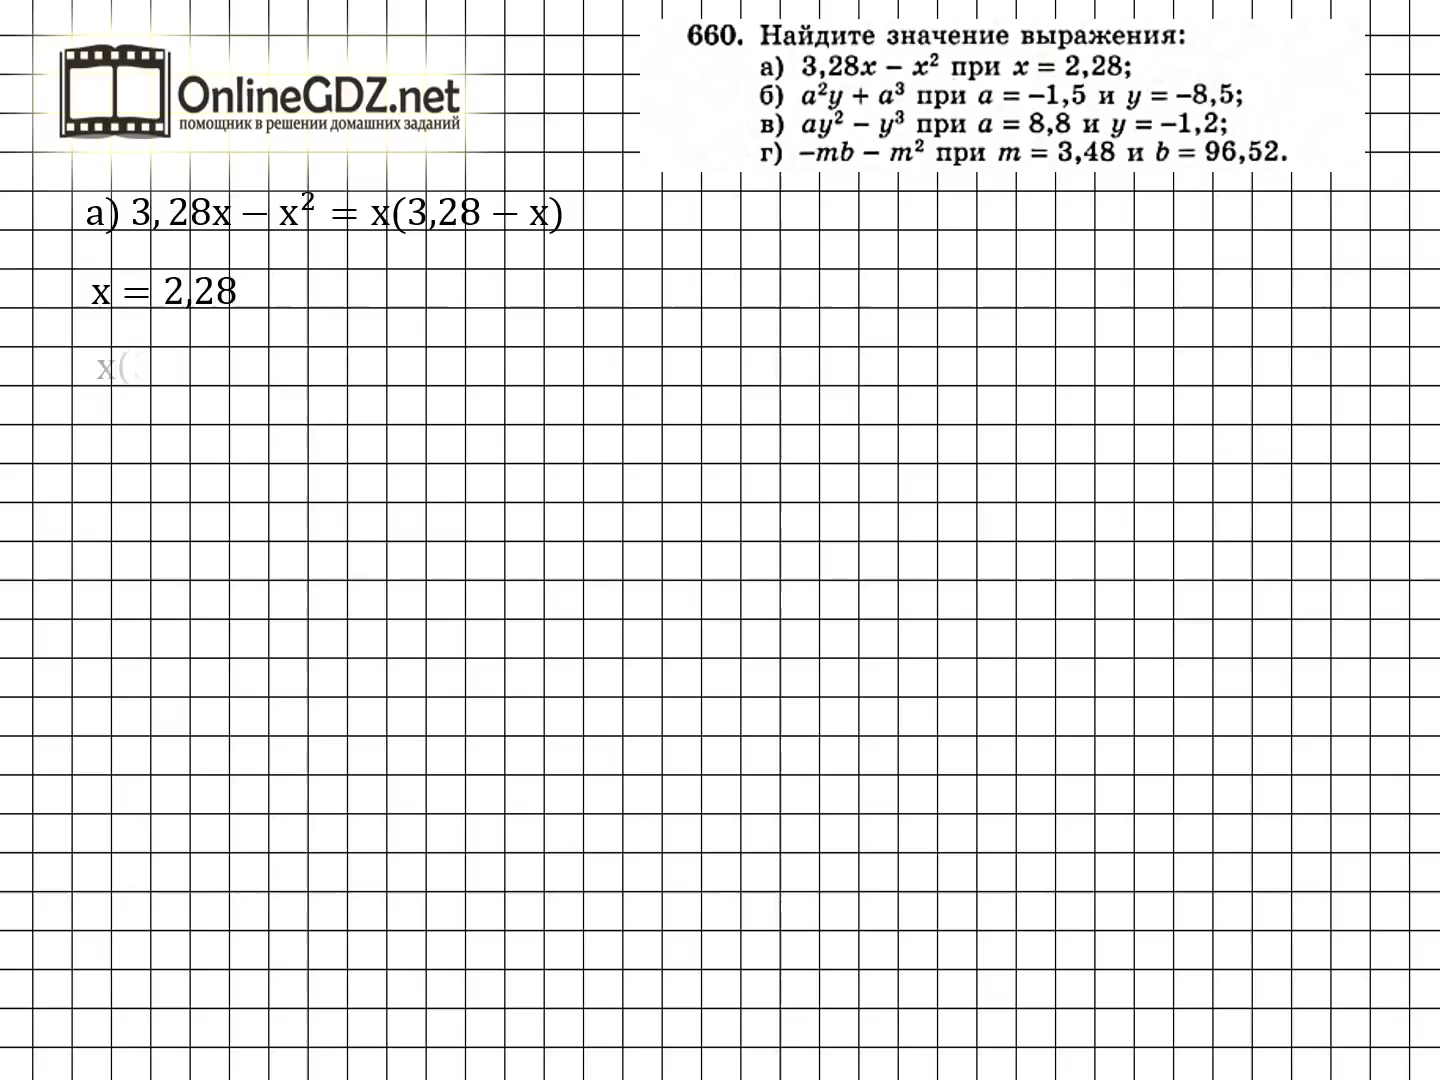 OnlineGDZ.net
помощник в решении домашних заданий
660. Найдите значение выражения:
а) 3,28x − x² при x = 2,28;
б) a²y + a³ при a = −1,5 и y = −8,5;
в) ay² − y³ при a = 8,8 и y = −1,2;
г) −mb − m² при m = 3,48 и b = 96,52.
а) 3, 28х − х² = х(3,28 − х)
х = 2,28
х(